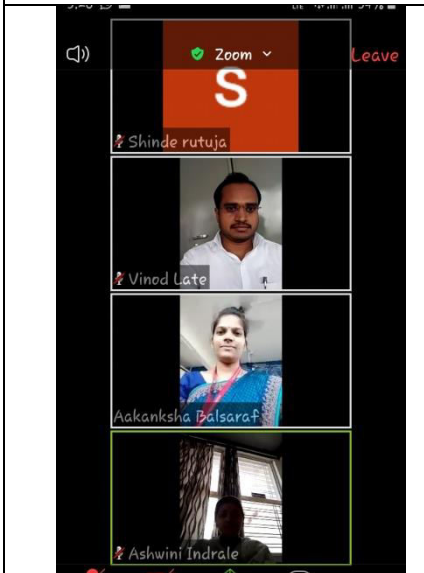 Zoom
Leave
S
Shinde rutuja
Vinod Late
Aakanksha Balsaraf
Ashwini Indrale